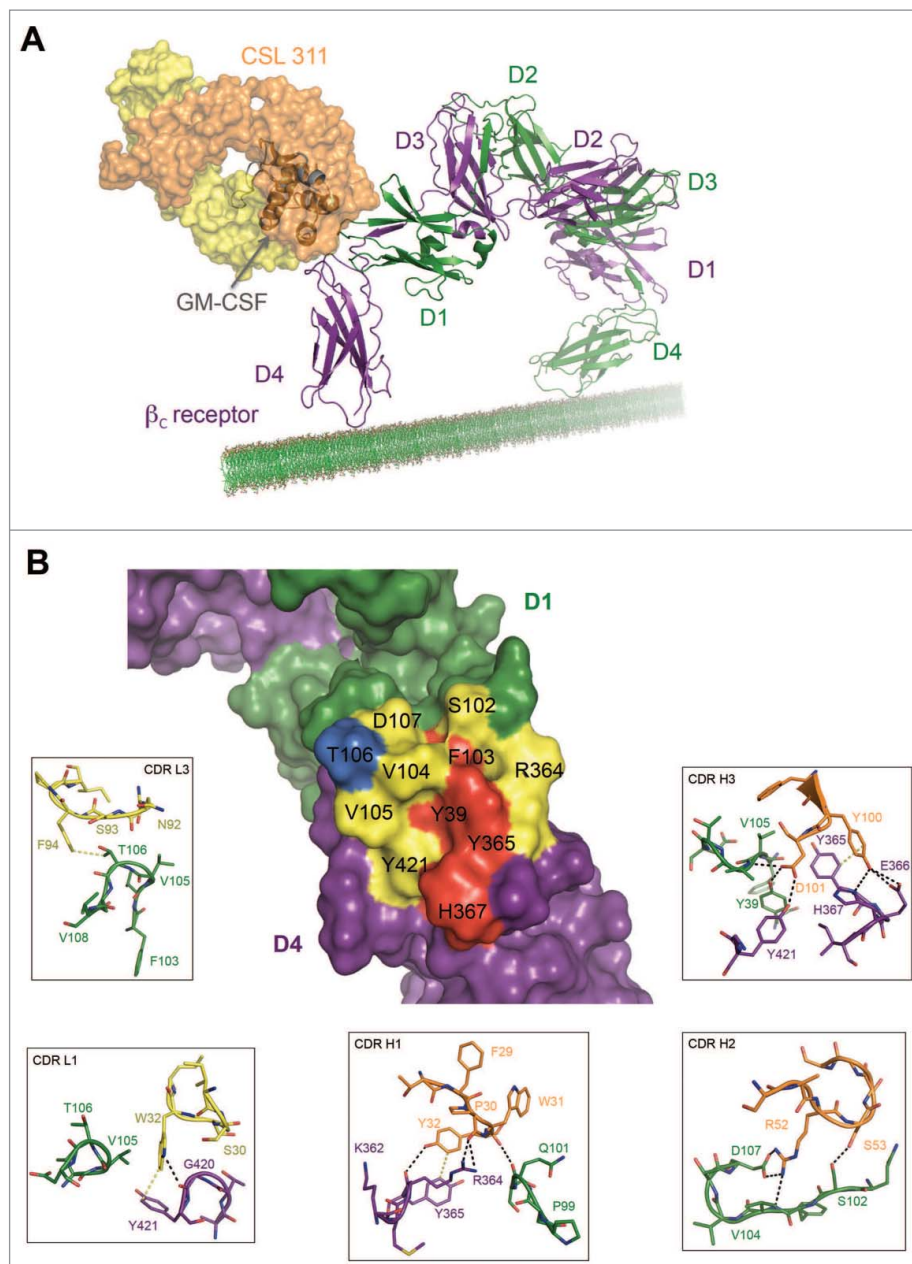 A
CSL 311
D2
D3
D2
D3
D1
GM-CSF
D1
D4
D4
βc receptor
B
D1
S102
D107
T106
F103
V104
R364
V105
Y39
Y365
Y421
H367
D4
CDR L3
S93
N92
F94
T106
V105
V108
F103
CDR H3
V105
Y365
Y100
D101
E366
Y39
H367
Y421
CDR L1
T106
W32
V105
S30
G420
Y421
CDR H1
F29
P30
W31
Y32
K362
Q101
R364
Y365
P99
CDR H2
R52
D107
S53
S102
V104